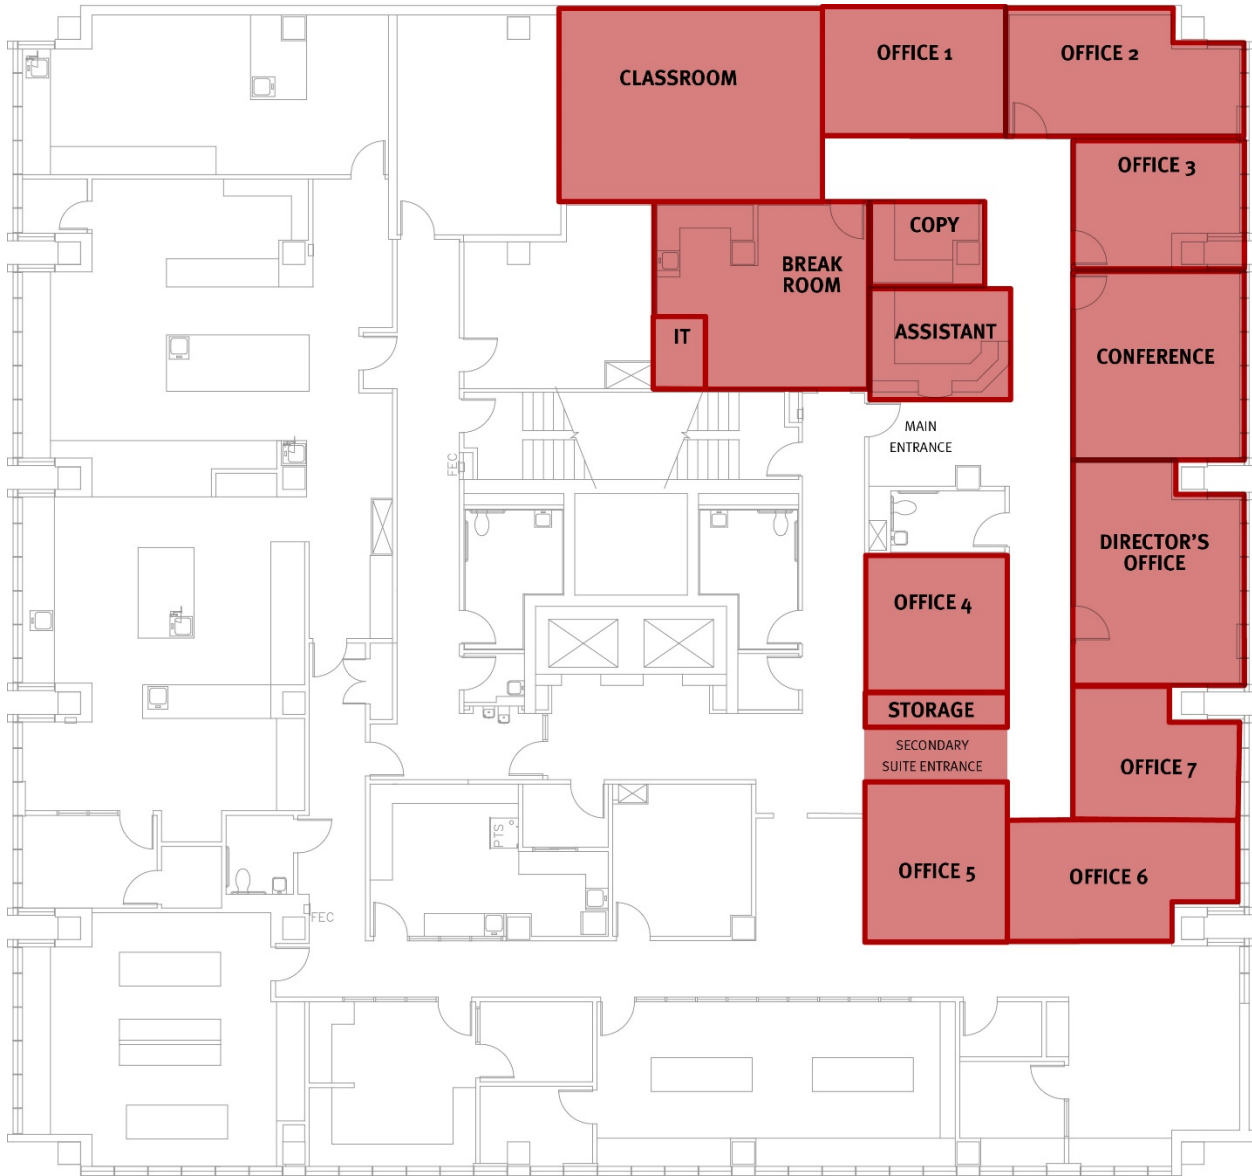 CLASSROOM
OFFICE 1
OFFICE 2
OFFICE 3
COPY
BREAK
ROOM
IT
ASSISTANT
CONFERENCE
MAIN
ENTRANCE
FEC
DIRECTOR'S
OFFICE
OFFICE 4
STORAGE
SECONDARY
SUITE ENTRANCE
OFFICE 7
PTS
OFFICE 5
OFFICE 6
FEC